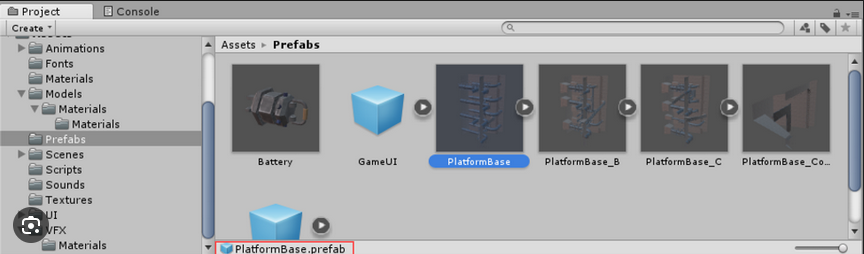 Project
Console
Create
Assets
Animations
Fonts
Materials
Models
Materials
Materials
Prefabs
Scenes
Scripts
Sounds
Textures
UI
VFX
Materials
Assets ▸ Prefabs
Battery
GameUI
PlatformBase
PlatformBase_B
PlatformBase_C
PlatformBase_Co...
PlatformBase.prefab